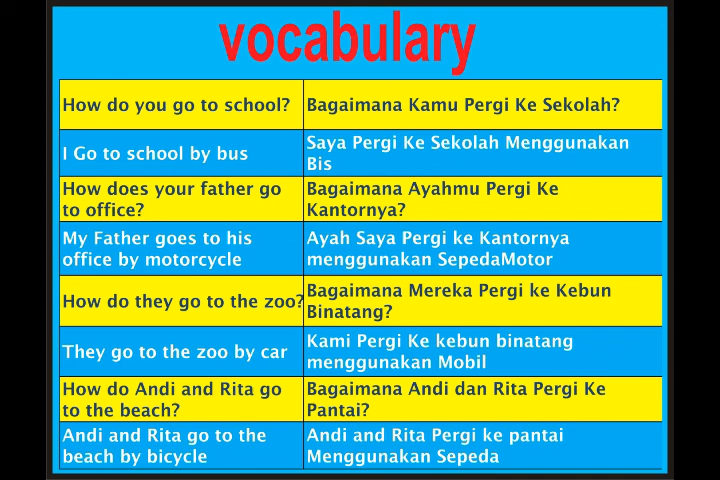 vocabulary
How do you go to school?
Bagaimana Kamu Pergi Ke Sekolah?
I Go to school by bus
Saya Pergi Ke Sekolah Menggunakan
Bis
How does your father go
to office?
Bagaimana Ayahmu Pergi Ke
Kantornya?
My Father goes to his
office by motorcycle
Ayah Saya Pergi ke Kantornya
menggunakan SepedaMotor
How do they go to the zoo?
Bagaimana Mereka Pergi ke Kebun
Binatang?
They go to the zoo by car
Kami Pergi Ke kebun binatang
menggunakan Mobil
How do Andi and Rita go
to the beach?
Bagaimana Andi dan Rita Pergi Ke
Pantai?
Andi and Rita go to the
beach by bicycle
Andi and Rita Pergi ke pantai
Menggunakan Sepeda